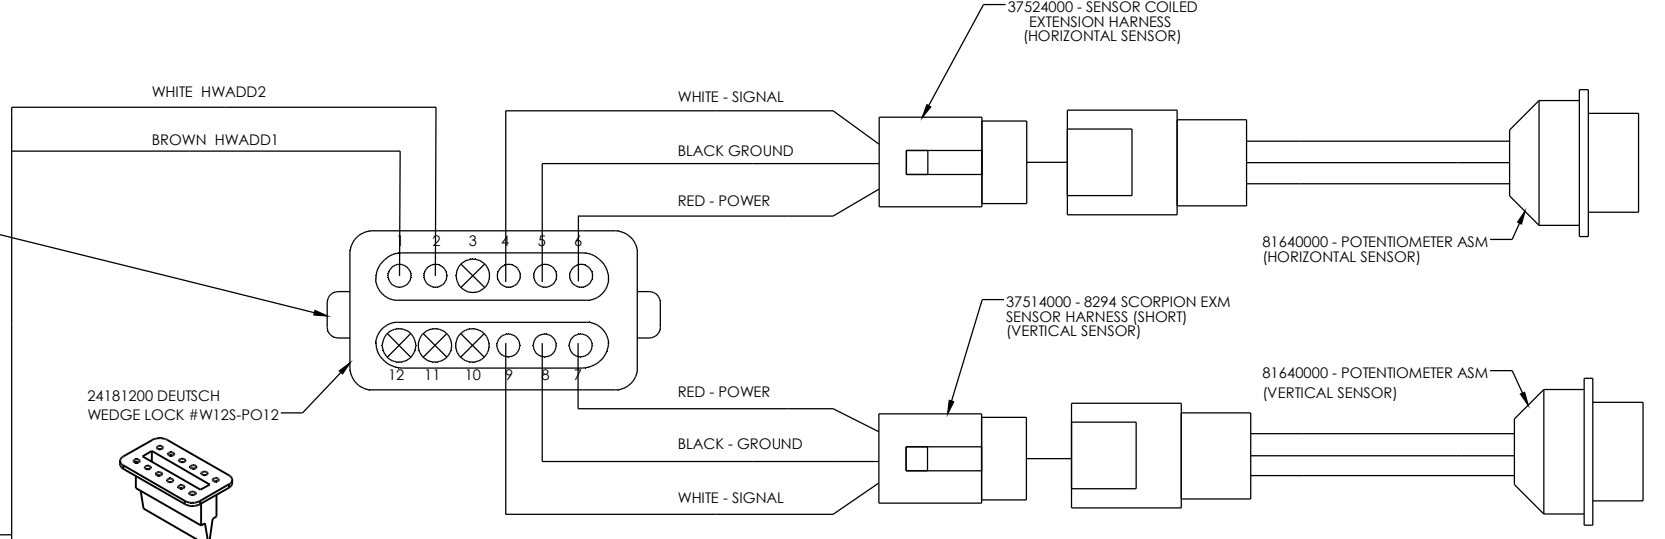 37524000 - SENSOR COILED
EXTENSION HARNESS
(HORIZONTAL SENSOR)
WHITE HWADD2
WHITE - SIGNAL
BROWN HWADD1
BLACK GROUND
RED - POWER
1 2 3 4 5 6
81640000 - POTENTIOMETER ASM
(HORIZONTAL SENSOR)
37514000 - 8294 SCORPION EXM
SENSOR HARNESS (SHORT)
(VERTICAL SENSOR)
12 11 10 9 8 7
81640000 - POTENTIOMETER ASM
(VERTICAL SENSOR)
24181200 DEUTSCH
WEDGE LOCK #W12S-PO12
RED - POWER
BLACK - GROUND
WHITE - SIGNAL